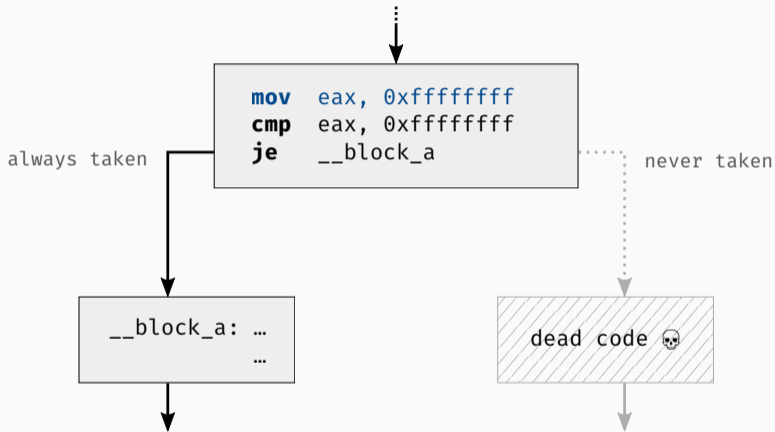 mov eax, 0xffffffff
cmp eax, 0xffffffff
je __block_a
always taken
never taken
__block_a: …
…
dead code 💀